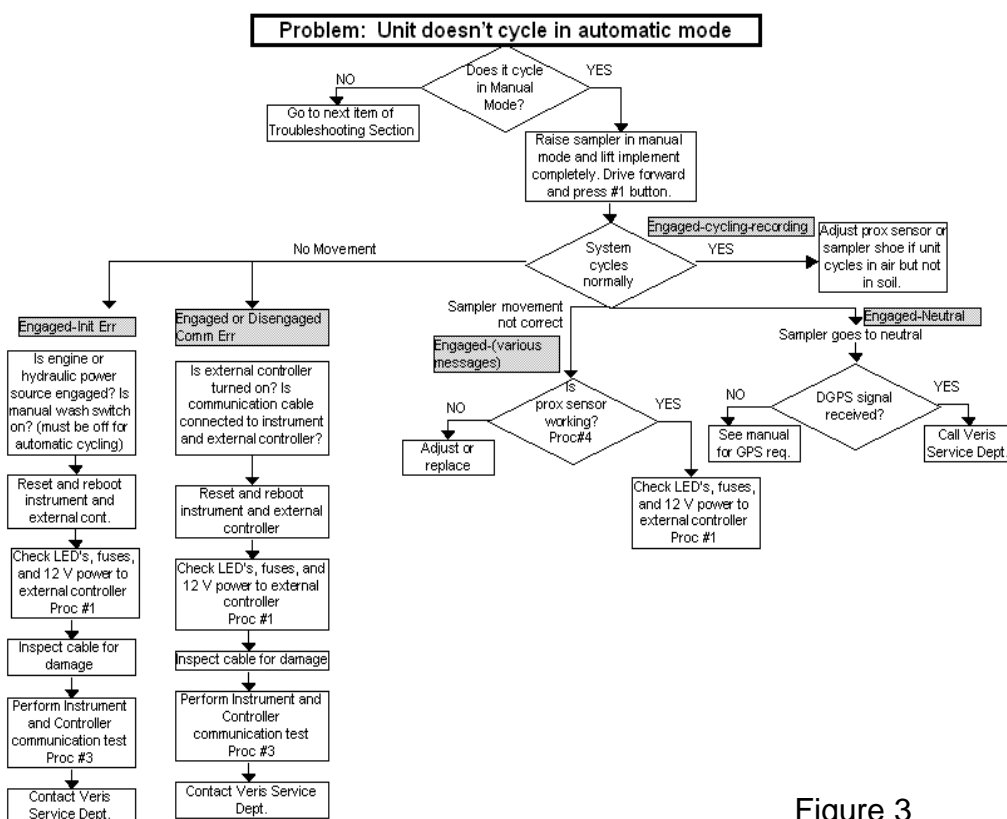 Problem: Unit doesn't cycle in automatic mode
Does it cycle
in Manual
Mode?
NO
YES
Go to next item of
Troubleshooting Section
Raise sampler in manual
mode and lift implement
completely. Drive forward
and press #1 button.
Engaged-cycling-recording
System
cycles
normally
No Movement
YES
Adjust prox sensor or
sampler shoe if unit
cycles in air but not
in soil.
Sampler movement
not correct
Engaged-(various
messages)
Engaged-Neutral
Sampler goes to neutral
Engaged-Init Err
Engaged or Disengaged
Comm Err
Is engine or
hydraulic power
source engaged? Is
manual wash switch
on? (must be off for
automatic cycling)
Reset and reboot
instrument and
external cont.
Check LED's, fuses,
and 12 V power to
external controller
Proc #1
Inspect cable for
damage
Perform Instrument
and Controller
communication test
Proc #3
Contact Veris
Service Dept.
Is external controller
turned on? Is
communication cable
connected to instrument
and external controller?
Reset and reboot
instrument and external
controller
Check LED's, fuses, and
12 V power to external
controller
Proc #1
Inspect cable for damage
Perform Instrument and
Controller
communication test
Proc #3
Contact Veris Service
Dept.
Is
prox sensor
working?
Proc#4
NO
YES
Adjust or
replace
Check LED's, fuses,
and 12 V power to
external controller
Proc #1
DGPS signal
received?
NO
YES
See manual
for GPS req.
Call Veris
Service Dept.
Figure 3